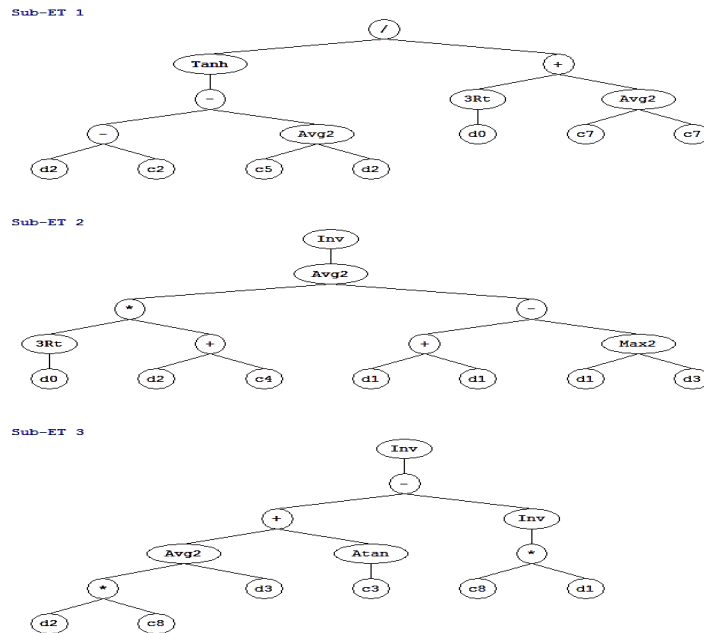 Sub-ET 1
/
Tanh +
- 3Rt Avg2
- Avg2 d0 c7 c7
d2 c2 c5 d2
Sub-ET 2
Inv
Avg2
* -
3Rt + + Max2
d0 d2 c4 d1 d1 d1 d3
Sub-ET 3
Inv
-
+ Inv
Avg2 Atan *
* d3 c3 c8 d1
d2 c8